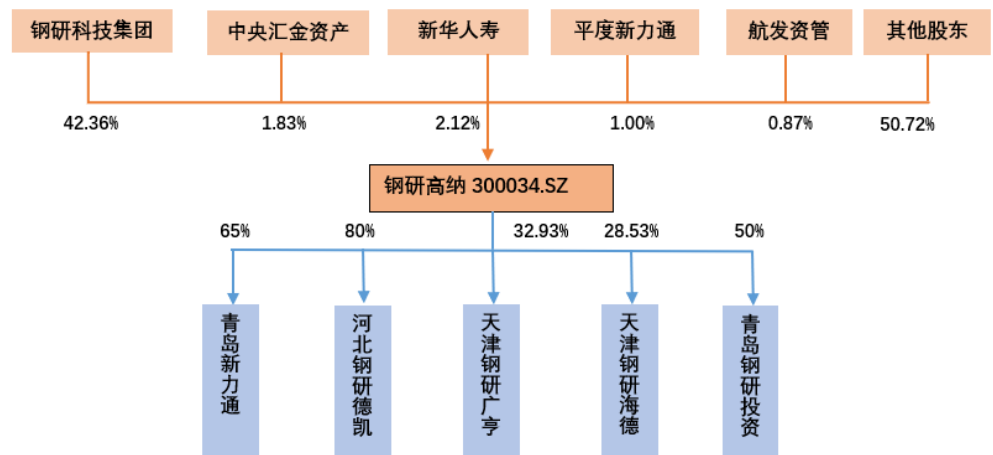 钢研科技集团
中央汇金资产
新华人寿
平度新力通
航发资管
其他股东
42.36%
1.83%
2.12%
1.00%
0.87%
50.72%
钢研高纳 300034.SZ
65%
80%
32.93%
28.53%
50%
青岛新力通
河北钢研德凯
天津钢研广亨
天津钢研海德
青岛钢研投资